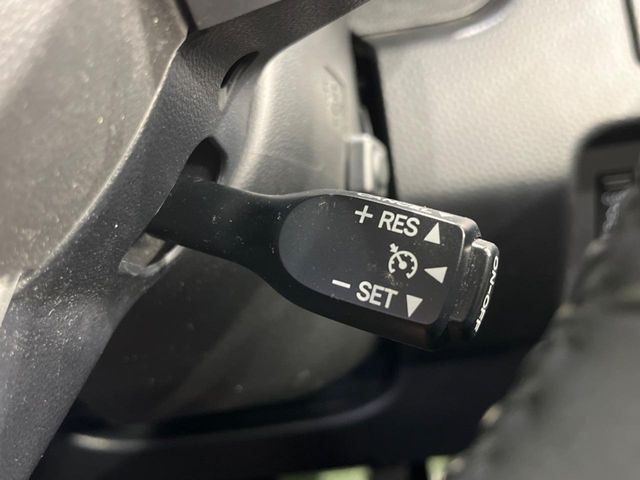 + RES ▲
◀
− SET ▼
ON/OFF